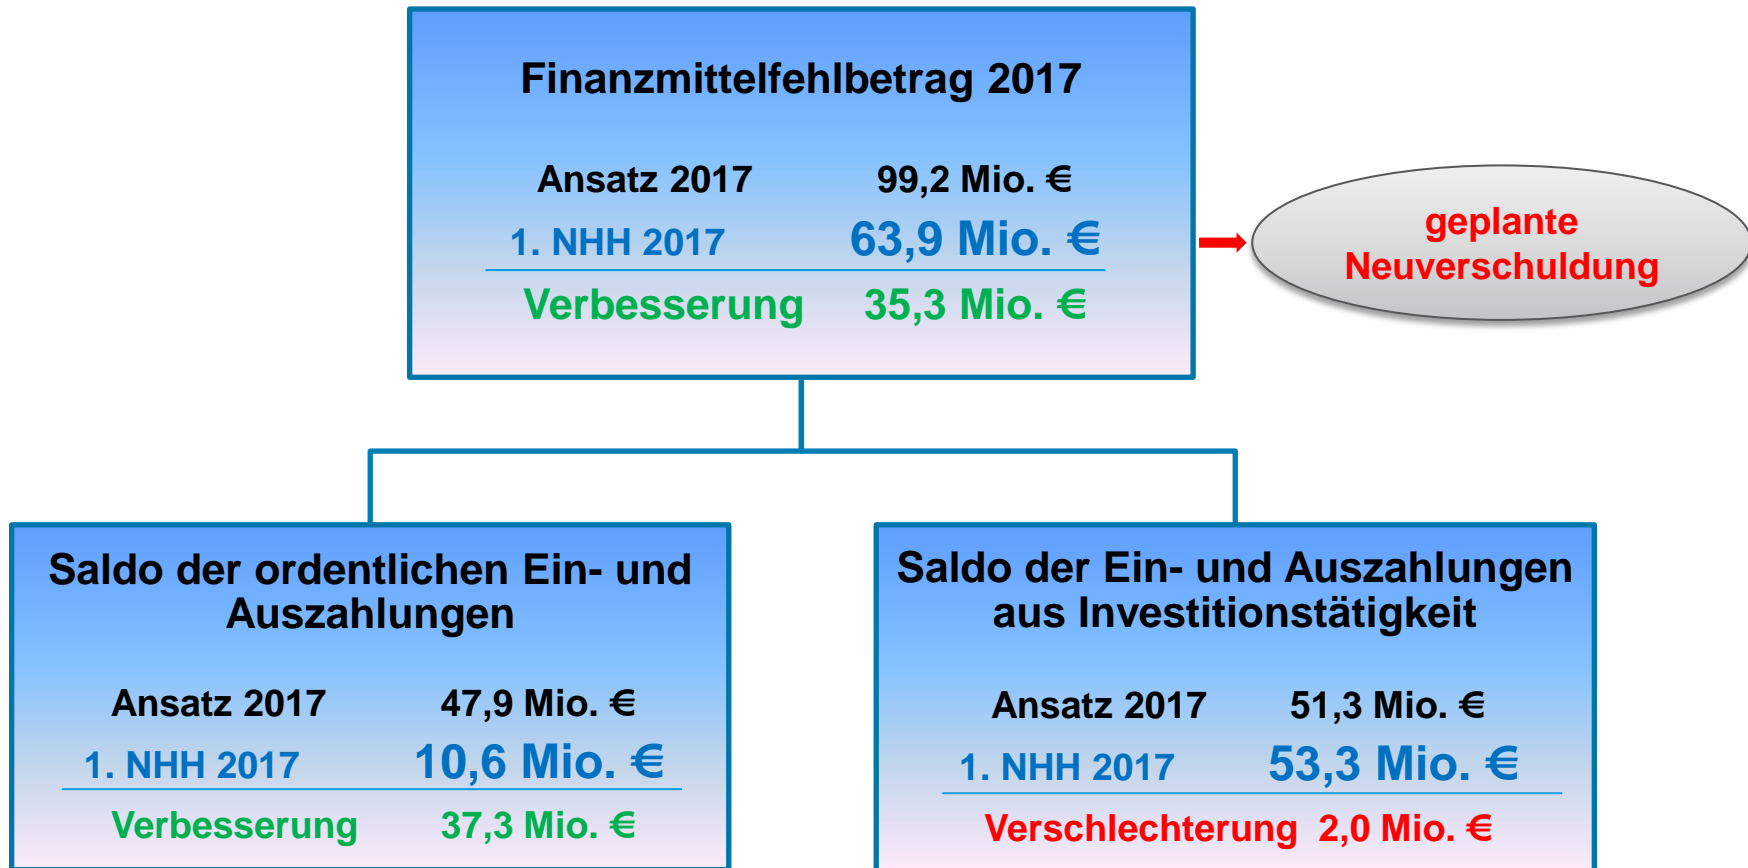 Finanzmittelfehlbetrag 2017
Ansatz 2017 99,2 Mio. €
1. NHH 2017 63,9 Mio. €
Verbesserung 35,3 Mio. €
geplante
Neuverschuldung
Saldo der ordentlichen Ein- und
Auszahlungen
Ansatz 2017 47,9 Mio. €
1. NHH 2017 10,6 Mio. €
Verbesserung 37,3 Mio. €
Saldo der Ein- und Auszahlungen
aus Investitionstätigkeit
Ansatz 2017 51,3 Mio. €
1. NHH 2017 53,3 Mio. €
Verschlechterung 2,0 Mio. €